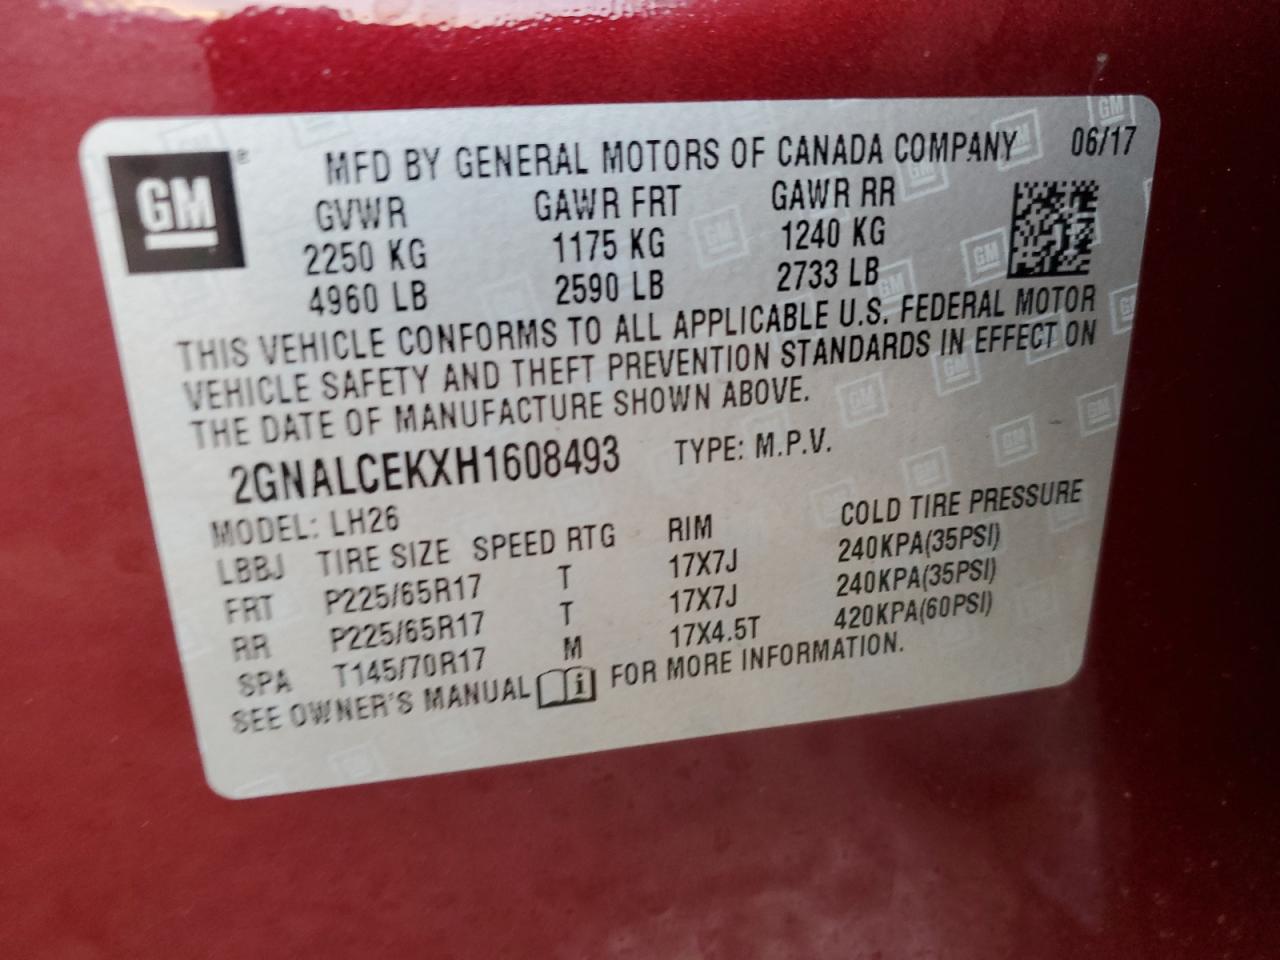 GM ® MFD BY GENERAL MOTORS OF CANADA COMPANY 06/17
GVWR GAWR FRT GAWR RR
2250 KG 1175 KG 1240 KG
4960 LB 2590 LB 2733 LB
THIS VEHICLE CONFORMS TO ALL APPLICABLE U.S. FEDERAL MOTOR
VEHICLE SAFETY AND THEFT PREVENTION STANDARDS IN EFFECT ON
THE DATE OF MANUFACTURE SHOWN ABOVE.
2GNALCEKXH1608493 TYPE: M.P.V.
MODEL: LH26
LBBJ TIRE SIZE SPEED RTG RIM COLD TIRE PRESSURE
FRT P225/65R17 T 17X7J 240KPA(35PSI)
RR P225/65R17 T 17X7J 240KPA(35PSI)
SPA T145/70R17 M 17X4.5T 420KPA(60PSI)
SEE OWNER'S MANUAL i FOR MORE INFORMATION.